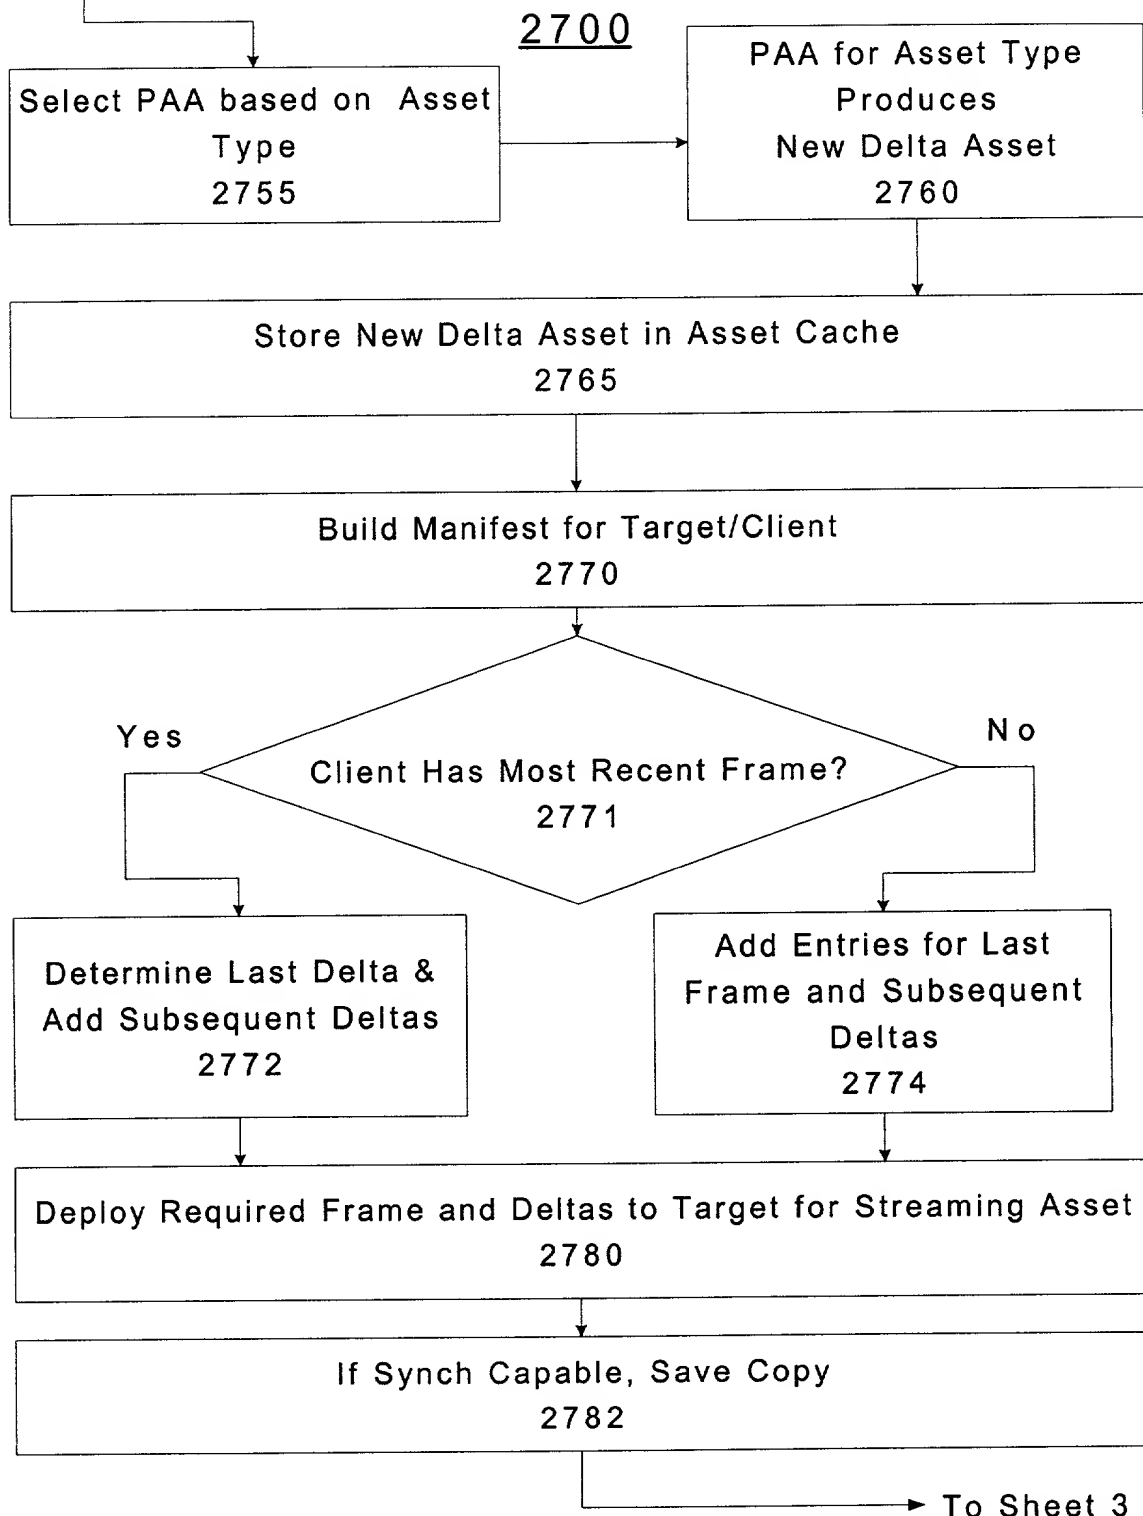 2700
Select PAA based on Asset
Type
2755
PAA for Asset Type
Produces
New Delta Asset
2760
Store New Delta Asset in Asset Cache
2765
Build Manifest for Target/Client
2770
Yes
No
Client Has Most Recent Frame?
2771
Determine Last Delta &
Add Subsequent Deltas
2772
Add Entries for Last
Frame and Subsequent
Deltas
2774
Deploy Required Frame and Deltas to Target for Streaming Asset
2780
If Synch Capable, Save Copy
2782
To Sheet 3